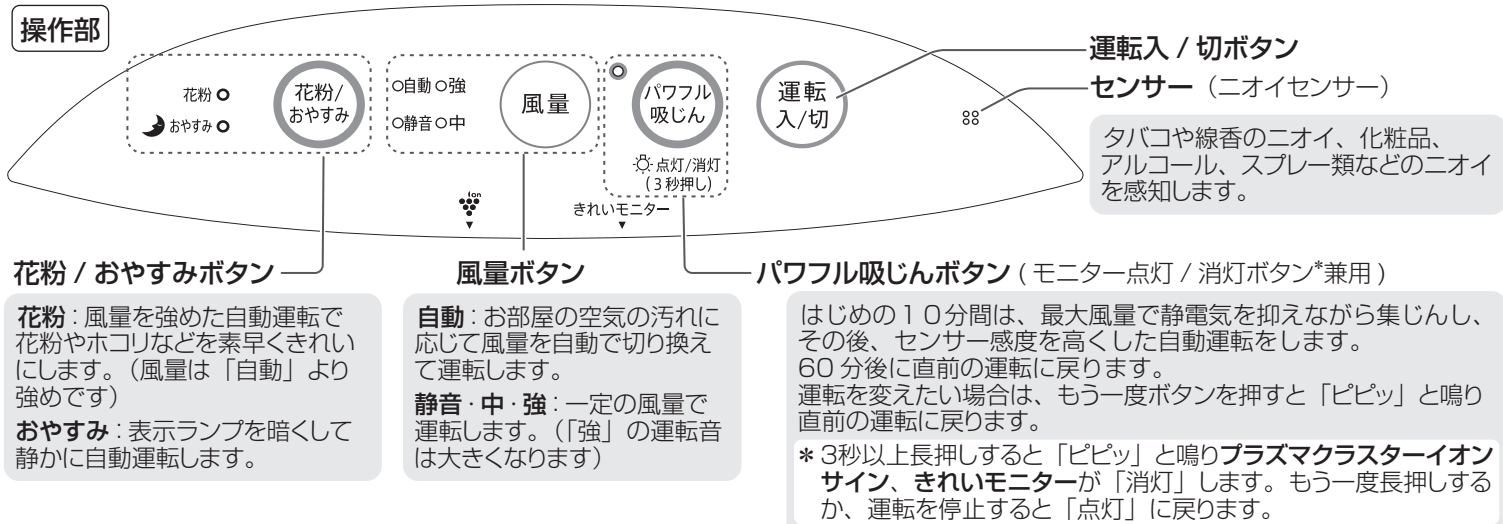 操作部
花粉
おやすみ
花粉/
おやすみ
自動 強
静音 中
風量
パワフル
吸じん
点灯/消灯
(3秒押し)
運転
入/切
ion
きれいモニター
運転入 / 切ボタン
センサー（ニオイセンサー）
タバコや線香のニオイ、化粧品、
アルコール、スプレー類などのニオイ
を感知します。
花粉 / おやすみボタン
花粉：風量を強めた自動運転で
花粉やホコリなどを素早くきれい
にします。（風量は「自動」より
強めです）
おやすみ：表示ランプを暗くして
静かに自動運転します。
風量ボタン
自動：お部屋の空気の汚れに
応じて風量を自動で切り換え
て運転します。
静音・中・強：一定の風量で
運転します。（「強」の運転音
は大きくなります）
パワフル吸じんボタン ( モニター点灯 / 消灯ボタン*兼用 )
はじめの１０分間は、最大風量で静電気を抑えながら集じんし、
その後、センサー感度を高くした自動運転をします。
60 分後に直前の運転に戻ります。
運転を変えたい場合は、もう一度ボタンを押すと「ピピッ」と鳴り
直前の運転に戻ります。
* 3秒以上長押しすると「ピピッ」と鳴りプラズマクラスターイオン
サイン、きれいモニターが「消灯」します。もう一度長押しする
か、運転を停止すると「点灯」に戻ります。